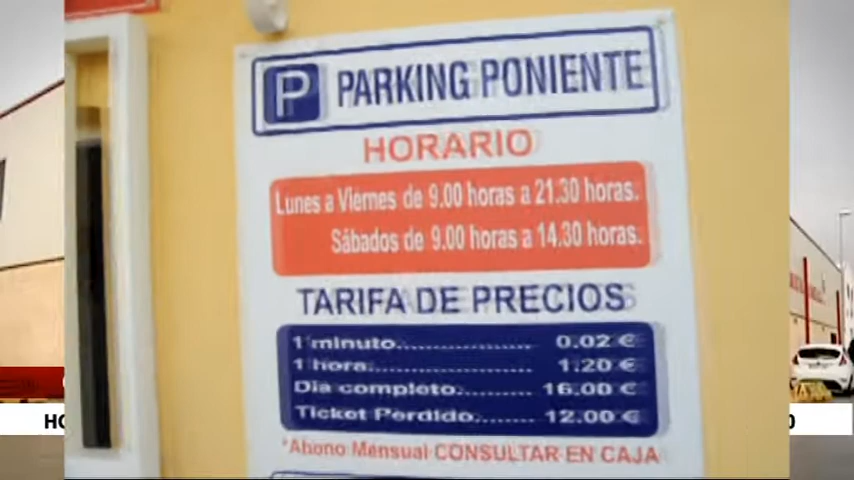 P PARKING PONIENTE
HORARIO
Lunes a Viernes de 9.00 horas a 21.30 horas.
Sábados de 9.00 horas a 14.30 horas.
TARIFA DE PRECIOS
1 minuto.......................... 0.02 €
1 hora............................. 1.20 €
Dia completo.............. 16.00 €
Ticket Perdido........... 12.00 €
*Abono Mensual CONSULTAR EN CAJA
HO